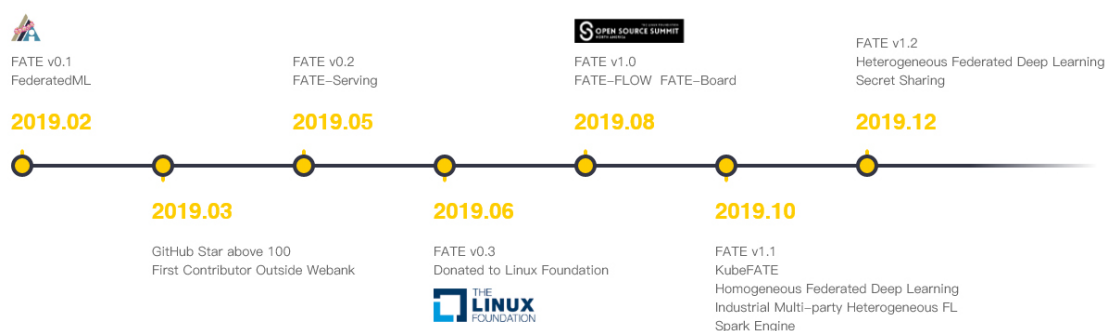 FATE v0.1
FederatedML
2019.02
GitHub Star above 100
First Contributor Outside Webank
2019.03
FATE v0.2
FATE-Serving
2019.05
2019.06
FATE v0.3
Donated to Linux Foundation
THE
LINUX
FOUNDATION
OPEN SOURCE SUMMIT
NORTH AMERICA
FATE v1.0
FATE-FLOW FATE-Board
2019.08
2019.10
FATE v1.1
KubeFATE
Homogeneous Federated Deep Learning
Industrial Multi-party Heterogeneous FL
Spark Engine
FATE v1.2
Heterogeneous Federated Deep Learning
Secret Sharing
2019.12